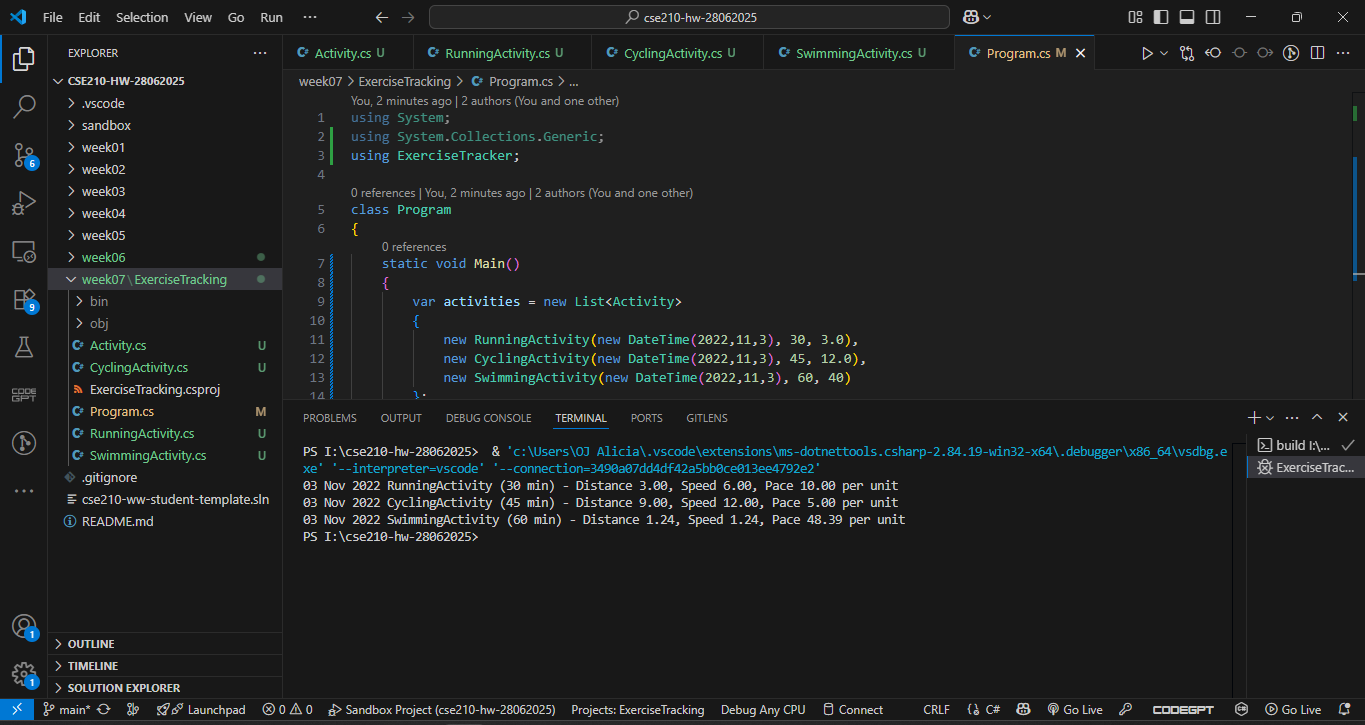 File Edit Selection View Go Run ··· cse210-hw-28062025
EXPLORER ···
CSE210-HW-28062025
.vscode
sandbox
week01
week02
week03
week04
week05
week06
week07\ExerciseTracking
bin
obj
Activity.cs U
CyclingActivity.cs U
ExerciseTracking.csproj
Program.cs M
RunningActivity.cs U
SwimmingActivity.cs U
.gitignore
cse210-ww-student-template.sln
README.md
OUTLINE
TIMELINE
SOLUTION EXPLORER
6
9
CODE
GPT
1
1
Activity.cs U RunningActivity.cs U CyclingActivity.cs U SwimmingActivity.cs U Program.cs M
week07 > ExerciseTracking > Program.cs > ...
You, 2 minutes ago | 2 authors (You and one other)
1 using System;
2 using System.Collections.Generic;
3 using ExerciseTracker;
4
0 references | You, 2 minutes ago | 2 authors (You and one other)
5 class Program
6 {
0 references
7 static void Main()
8 {
9 var activities = new List<Activity>
10 {
11 new RunningActivity(new DateTime(2022,11,3), 30, 3.0),
12 new CyclingActivity(new DateTime(2022,11,3), 45, 12.0),
13 new SwimmingActivity(new DateTime(2022,11,3), 60, 40)
14 };
PROBLEMS OUTPUT DEBUG CONSOLE TERMINAL PORTS GITLENS
PS I:\cse210-hw-28062025>  & 'c:\Users\OJ Alicia\.vscode\extensions\ms-dotnettools.csharp-2.84.19-win32-x64\.debugger\x86_64\vsdbg.e
xe' '--interpreter=vscode' '--connection=3490a07dd4df42a5bb0ce013ee4792e2'
03 Nov 2022 RunningActivity (30 min) - Distance 3.00, Speed 6.00, Pace 10.00 per unit
03 Nov 2022 CyclingActivity (45 min) - Distance 9.00, Speed 12.00, Pace 5.00 per unit
03 Nov 2022 SwimmingActivity (60 min) - Distance 1.24, Speed 1.24, Pace 48.39 per unit
PS I:\cse210-hw-28062025>
build I:\...
ExerciseTrac...
main* Launchpad 0 0 Sandbox Project (cse210-hw-28062025) Projects: ExerciseTracking Debug Any CPU Connect CRLF C# Go Live CODEGPT Go Live